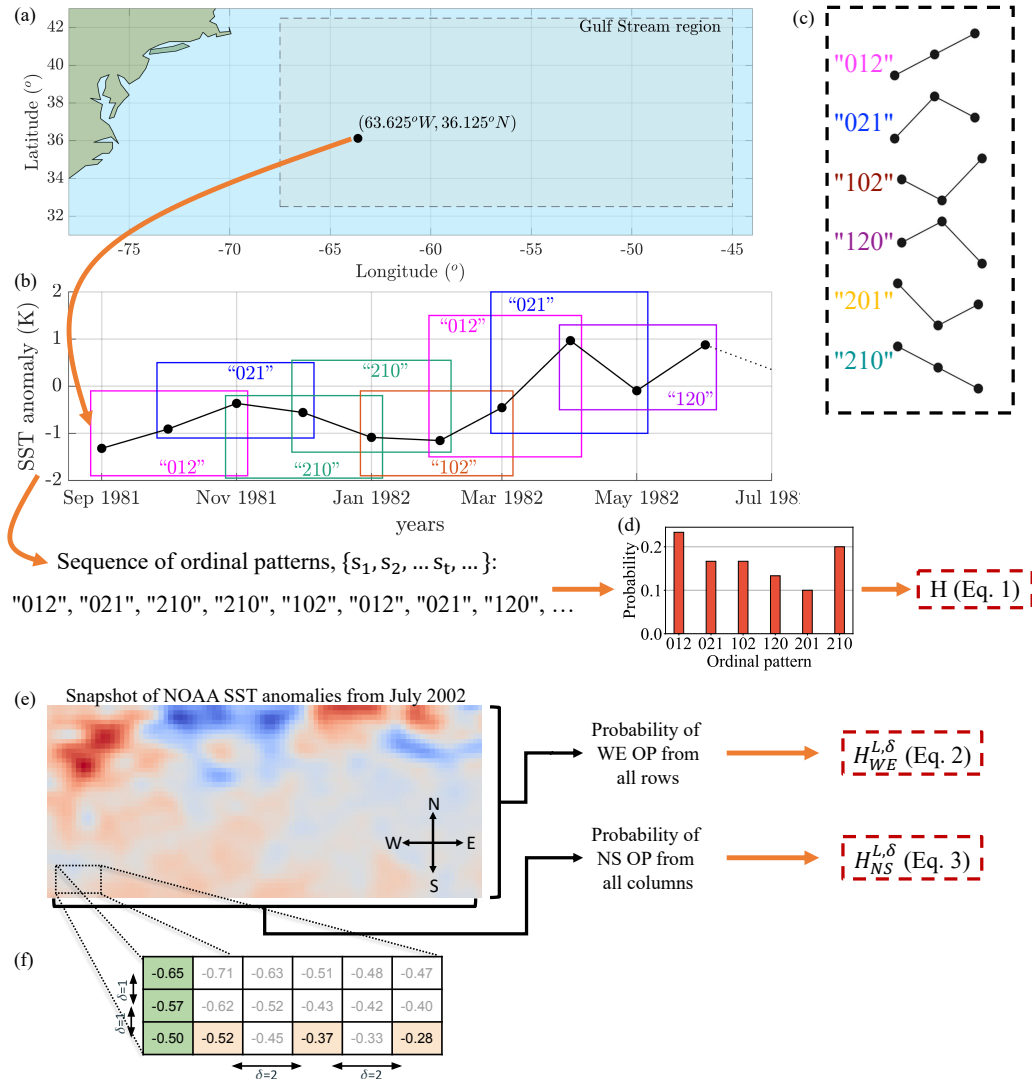 (a)
Latitude (°)
42
40
38
36
34
32
Gulf Stream region
(63.625°W, 36.125°N)
-75
-70
-65
-60
-55
-50
-45
Longitude (°)
(c)
"012"
"021"
"102"
"120"
"201"
"210"
(b)
SST anomaly (K)
2
1
0
-1
-2
“021”
“012”
“210”
“021”
“120”
“012”
“210”
“102”
Sep 1981
Nov 1981
Jan 1982
Mar 1982
May 1982
Jul 198
years
Sequence of ordinal patterns, {s₁, s₂, ... sₜ, ... }:
"012", "021", "210", "210", "102", "012", "021", "120", ...
(d)
Probability
0.2
0.1
0.0
012
021
102
120
201
210
Ordinal pattern
H (Eq. 1)
(e)
Snapshot of NOAA SST anomalies from July 2002
N
W
E
S
Probability of
WE OP from
all rows
H_{WE}^{L,δ} (Eq. 2)
Probability of
NS OP from
all columns
H_{NS}^{L,δ} (Eq. 3)
(f)
δ=1
δ=1
-0.65 -0.71 -0.63 -0.51 -0.48 -0.47
-0.57 -0.62 -0.52 -0.43 -0.42 -0.40
-0.50 -0.52 -0.45 -0.37 -0.33 -0.28
δ=2
δ=2